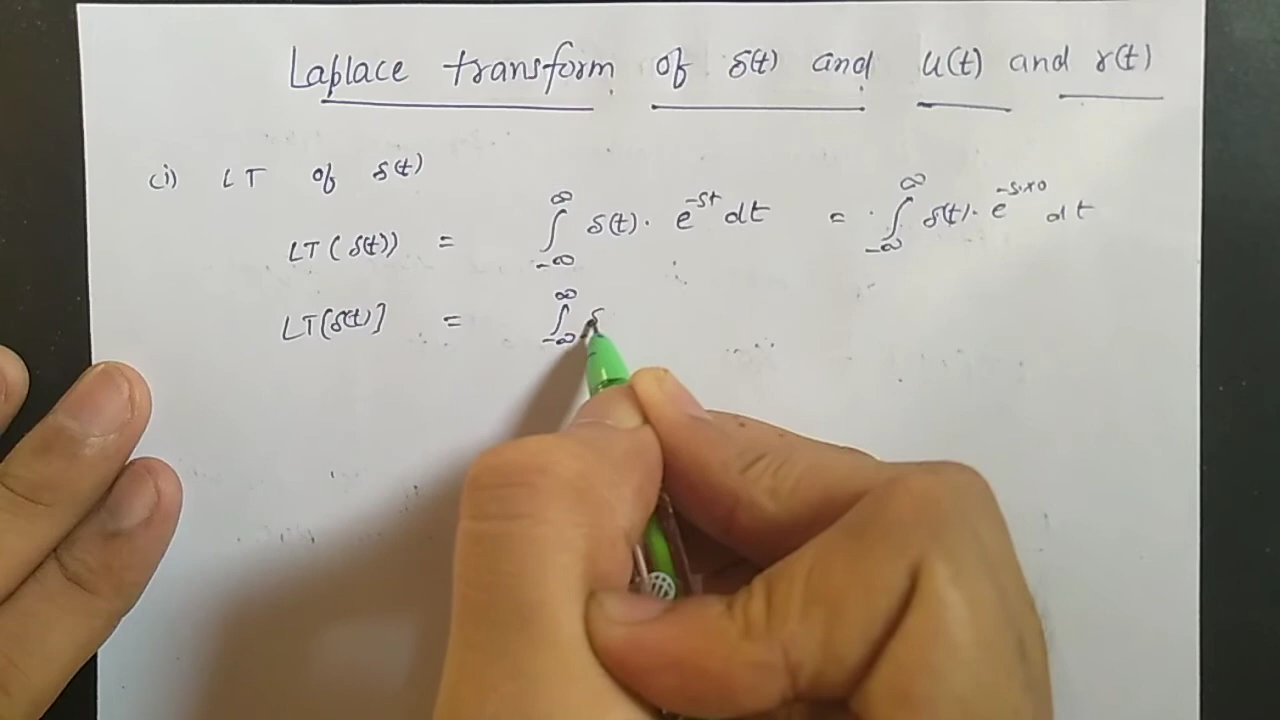 Laplace transform of δ(t) and u(t) and r(t)
(i) LT of δ(t)
LT(δ(t)) = ∫_{-∞}^{∞} δ(t). e^{-st} dt = ∫_{-∞}^{∞} δ(t). e^{-s×0} dt
LT[δ(t)] = ∫_{-∞}^{∞} δ